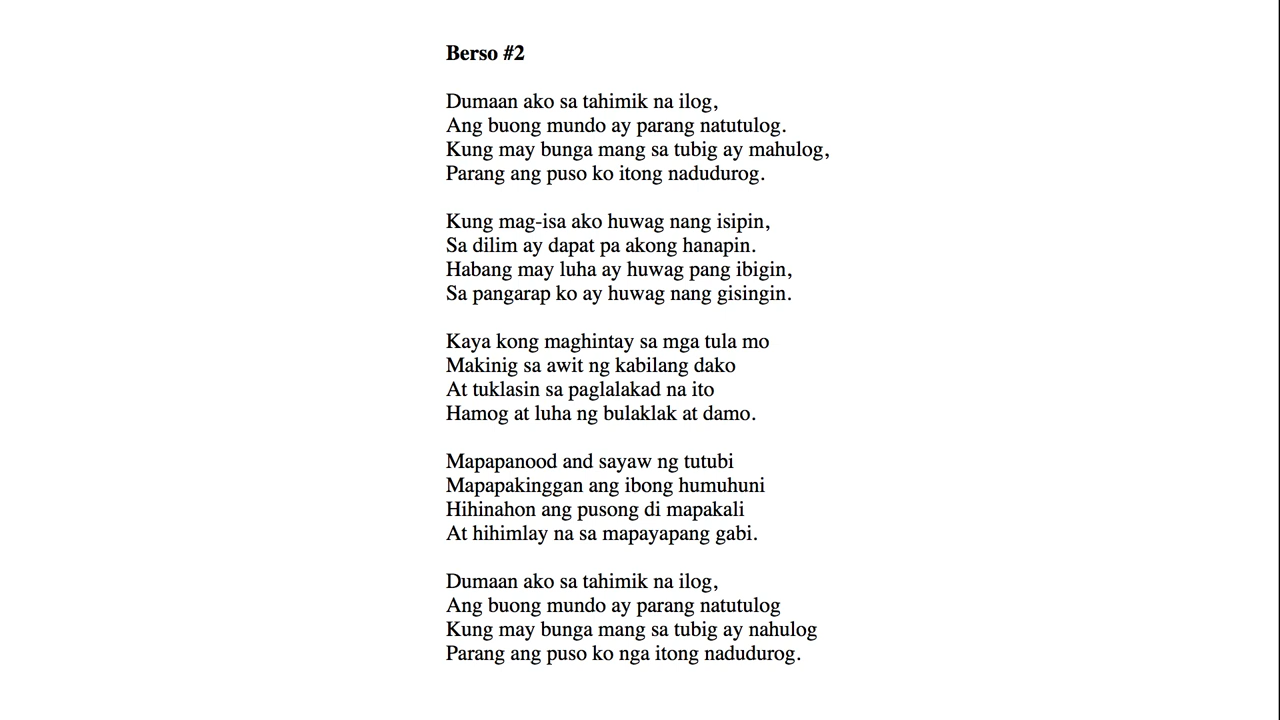 Berso #2
Dumaan ako sa tahimik na ilog,
Ang buong mundo ay parang natutulog.
Kung may bunga mang sa tubig ay mahulog,
Parang ang puso ko itong nadudurog.
Kung mag-isa ako huwag nang isipin,
Sa dilim ay dapat pa akong hanapin.
Habang may luha ay huwag pang ibigin,
Sa pangarap ko ay huwag nang gisingin.
Kaya kong maghintay sa mga tula mo
Makinig sa awit ng kabilang dako
At tuklasin sa paglalakad na ito
Hamog at luha ng bulaklak at damo.
Mapapanood and sayaw ng tutubi
Mapapakinggan ang ibong humuhuni
Hihinahon ang pusong di mapakali
At hihimlay na sa mapayapang gabi.
Dumaan ako sa tahimik na ilog,
Ang buong mundo ay parang natutulog
Kung may bunga mang sa tubig ay nahulog
Parang ang puso ko nga itong nadudurog.